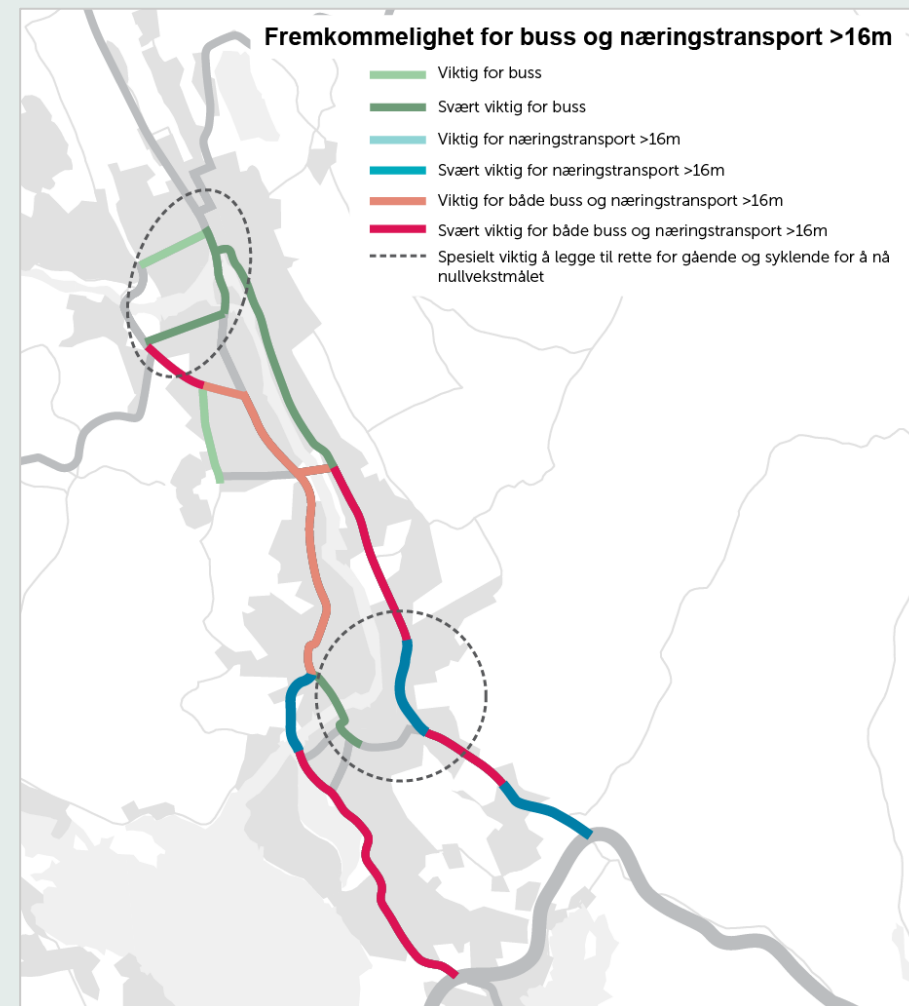 Fremkommelighet for buss og næringstransport >16m
Viktig for buss
Svært viktig for buss
Viktig for næringstransport >16m
Svært viktig for næringstransport >16m
Viktig for både buss og næringstransport >16m
Svært viktig for både buss og næringstransport >16m
Spesielt viktig å legge til rette for gående og syklende for å nå
nullvekstmålet